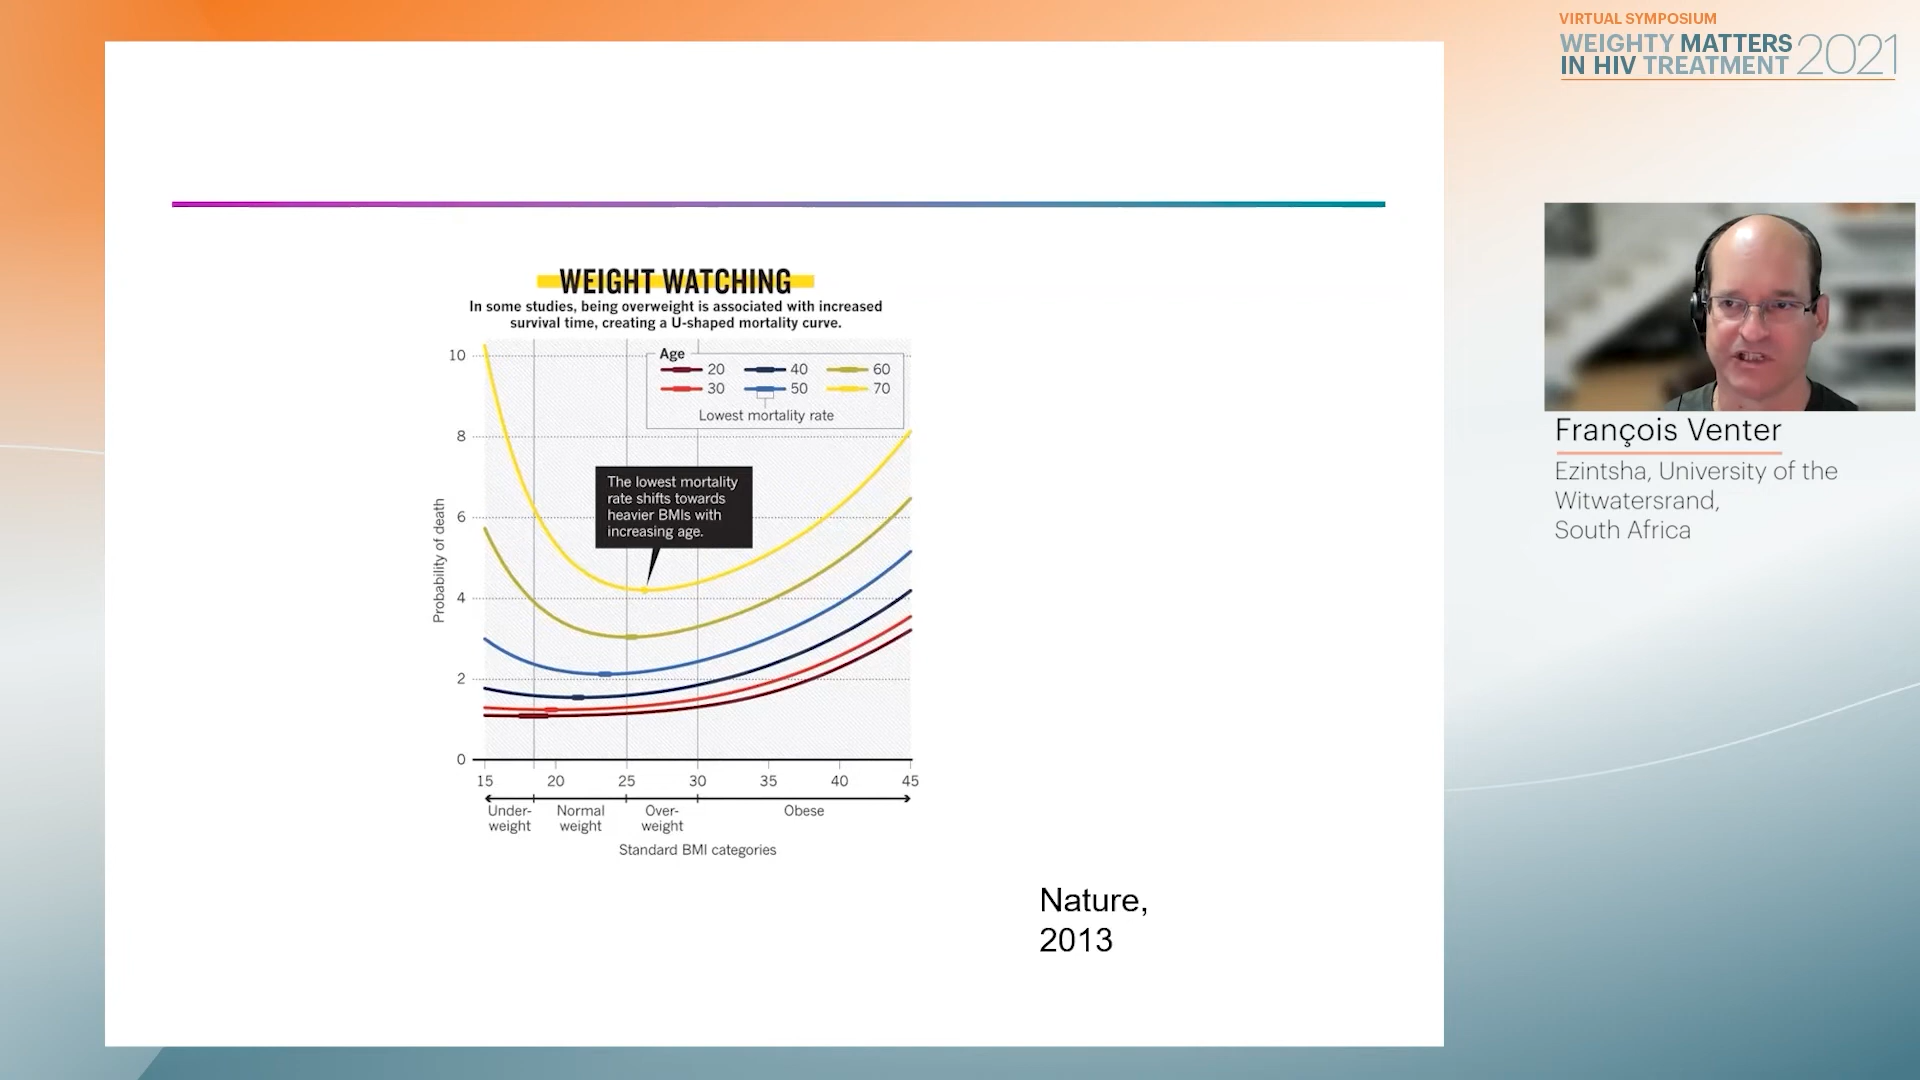 VIRTUAL SYMPOSIUM
WEIGHTY MATTERS
IN HIV TREATMENT 2021
WEIGHT WATCHING
In some studies, being overweight is associated with increased
survival time, creating a U-shaped mortality curve.
Age
20 40 60
30 50 70
Lowest mortality rate
The lowest mortality
rate shifts towards
heavier BMIs with
increasing age.
Probability of death
10
8
6
4
2
0
15 20 25 30 35 40 45
Under-
weight
Normal
weight
Over-
weight
Obese
Standard BMI categories
Nature,
2013
François Venter
Ezintsha, University of the
Witwatersrand,
South Africa